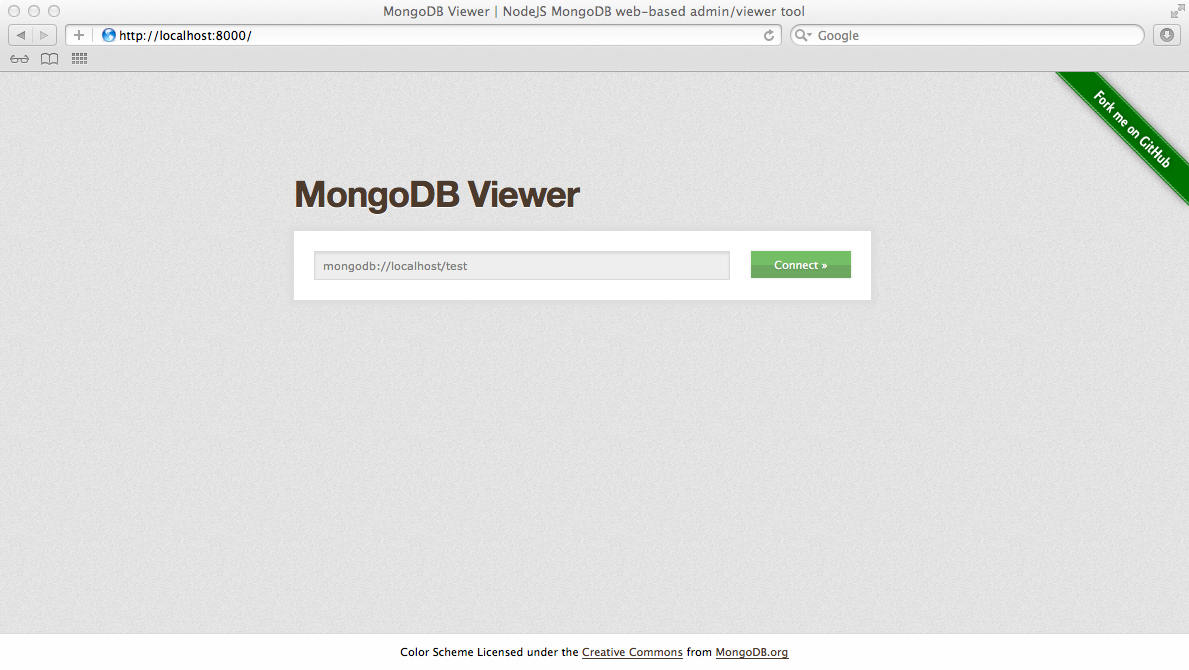 MongoDB Viewer | NodeJS MongoDB web-based admin/viewer tool
http://localhost:8000/
Google
Fork me on GitHub
MongoDB Viewer
mongodb://localhost/test
Connect »
Color Scheme Licensed under the Creative Commons from MongoDB.org